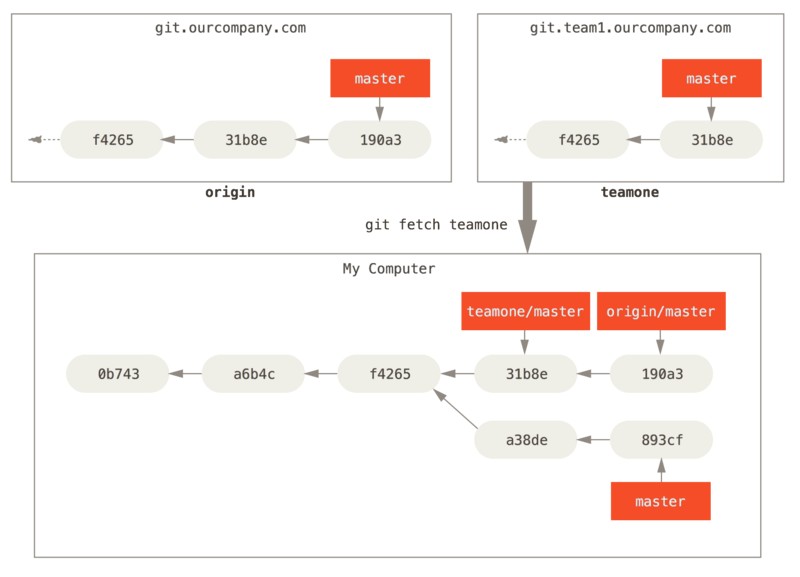 git.ourcompany.com
master
f4265
31b8e
190a3
origin
git.team1.ourcompany.com
master
f4265
31b8e
teamone
git fetch teamone
My Computer
teamone/master
origin/master
0b743
a6b4c
f4265
31b8e
190a3
a38de
893cf
master